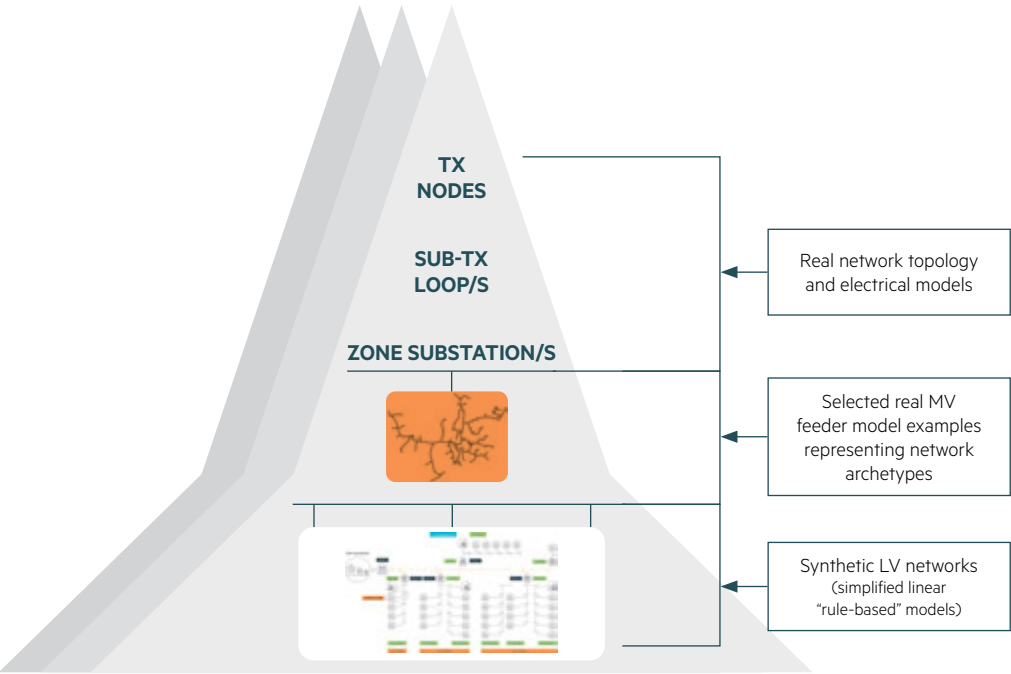 TX
NODES
SUB-TX
LOOP/S
ZONE SUBSTATION/S
Real network topology
and electrical models
Selected real MV
feeder model examples
representing network
archetypes
Synthetic LV networks
(simplified linear
“rule-based” models)